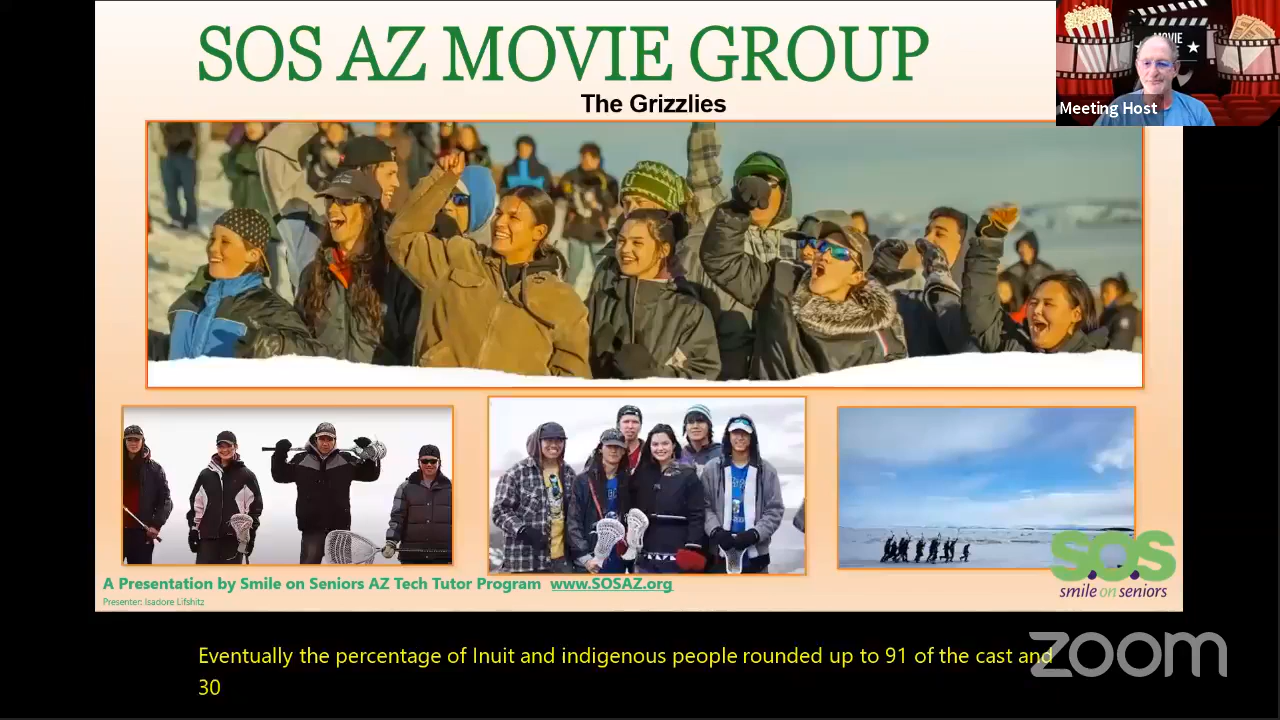 SOS AZ MOVIE GROUP
The Grizzlies
MOVIE
Meeting Host
A Presentation by Smile on Seniors AZ Tech Tutor Program www.SOSAZ.org
Presenter: Isadore Lifshitz
SOS
smile on seniors
Eventually the percentage of Inuit and indigenous people rounded up to 91 of the cast and
30
zoom